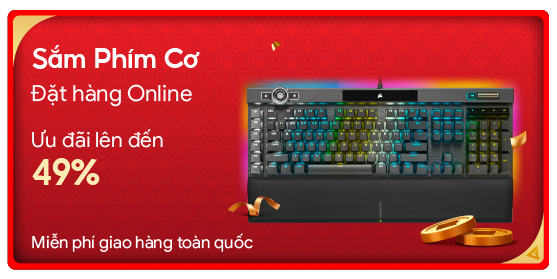 Sắm Phím Cơ
Đặt hàng Online
Ưu đãi lên đến
49%
Miễn phí giao hàng toàn quốc